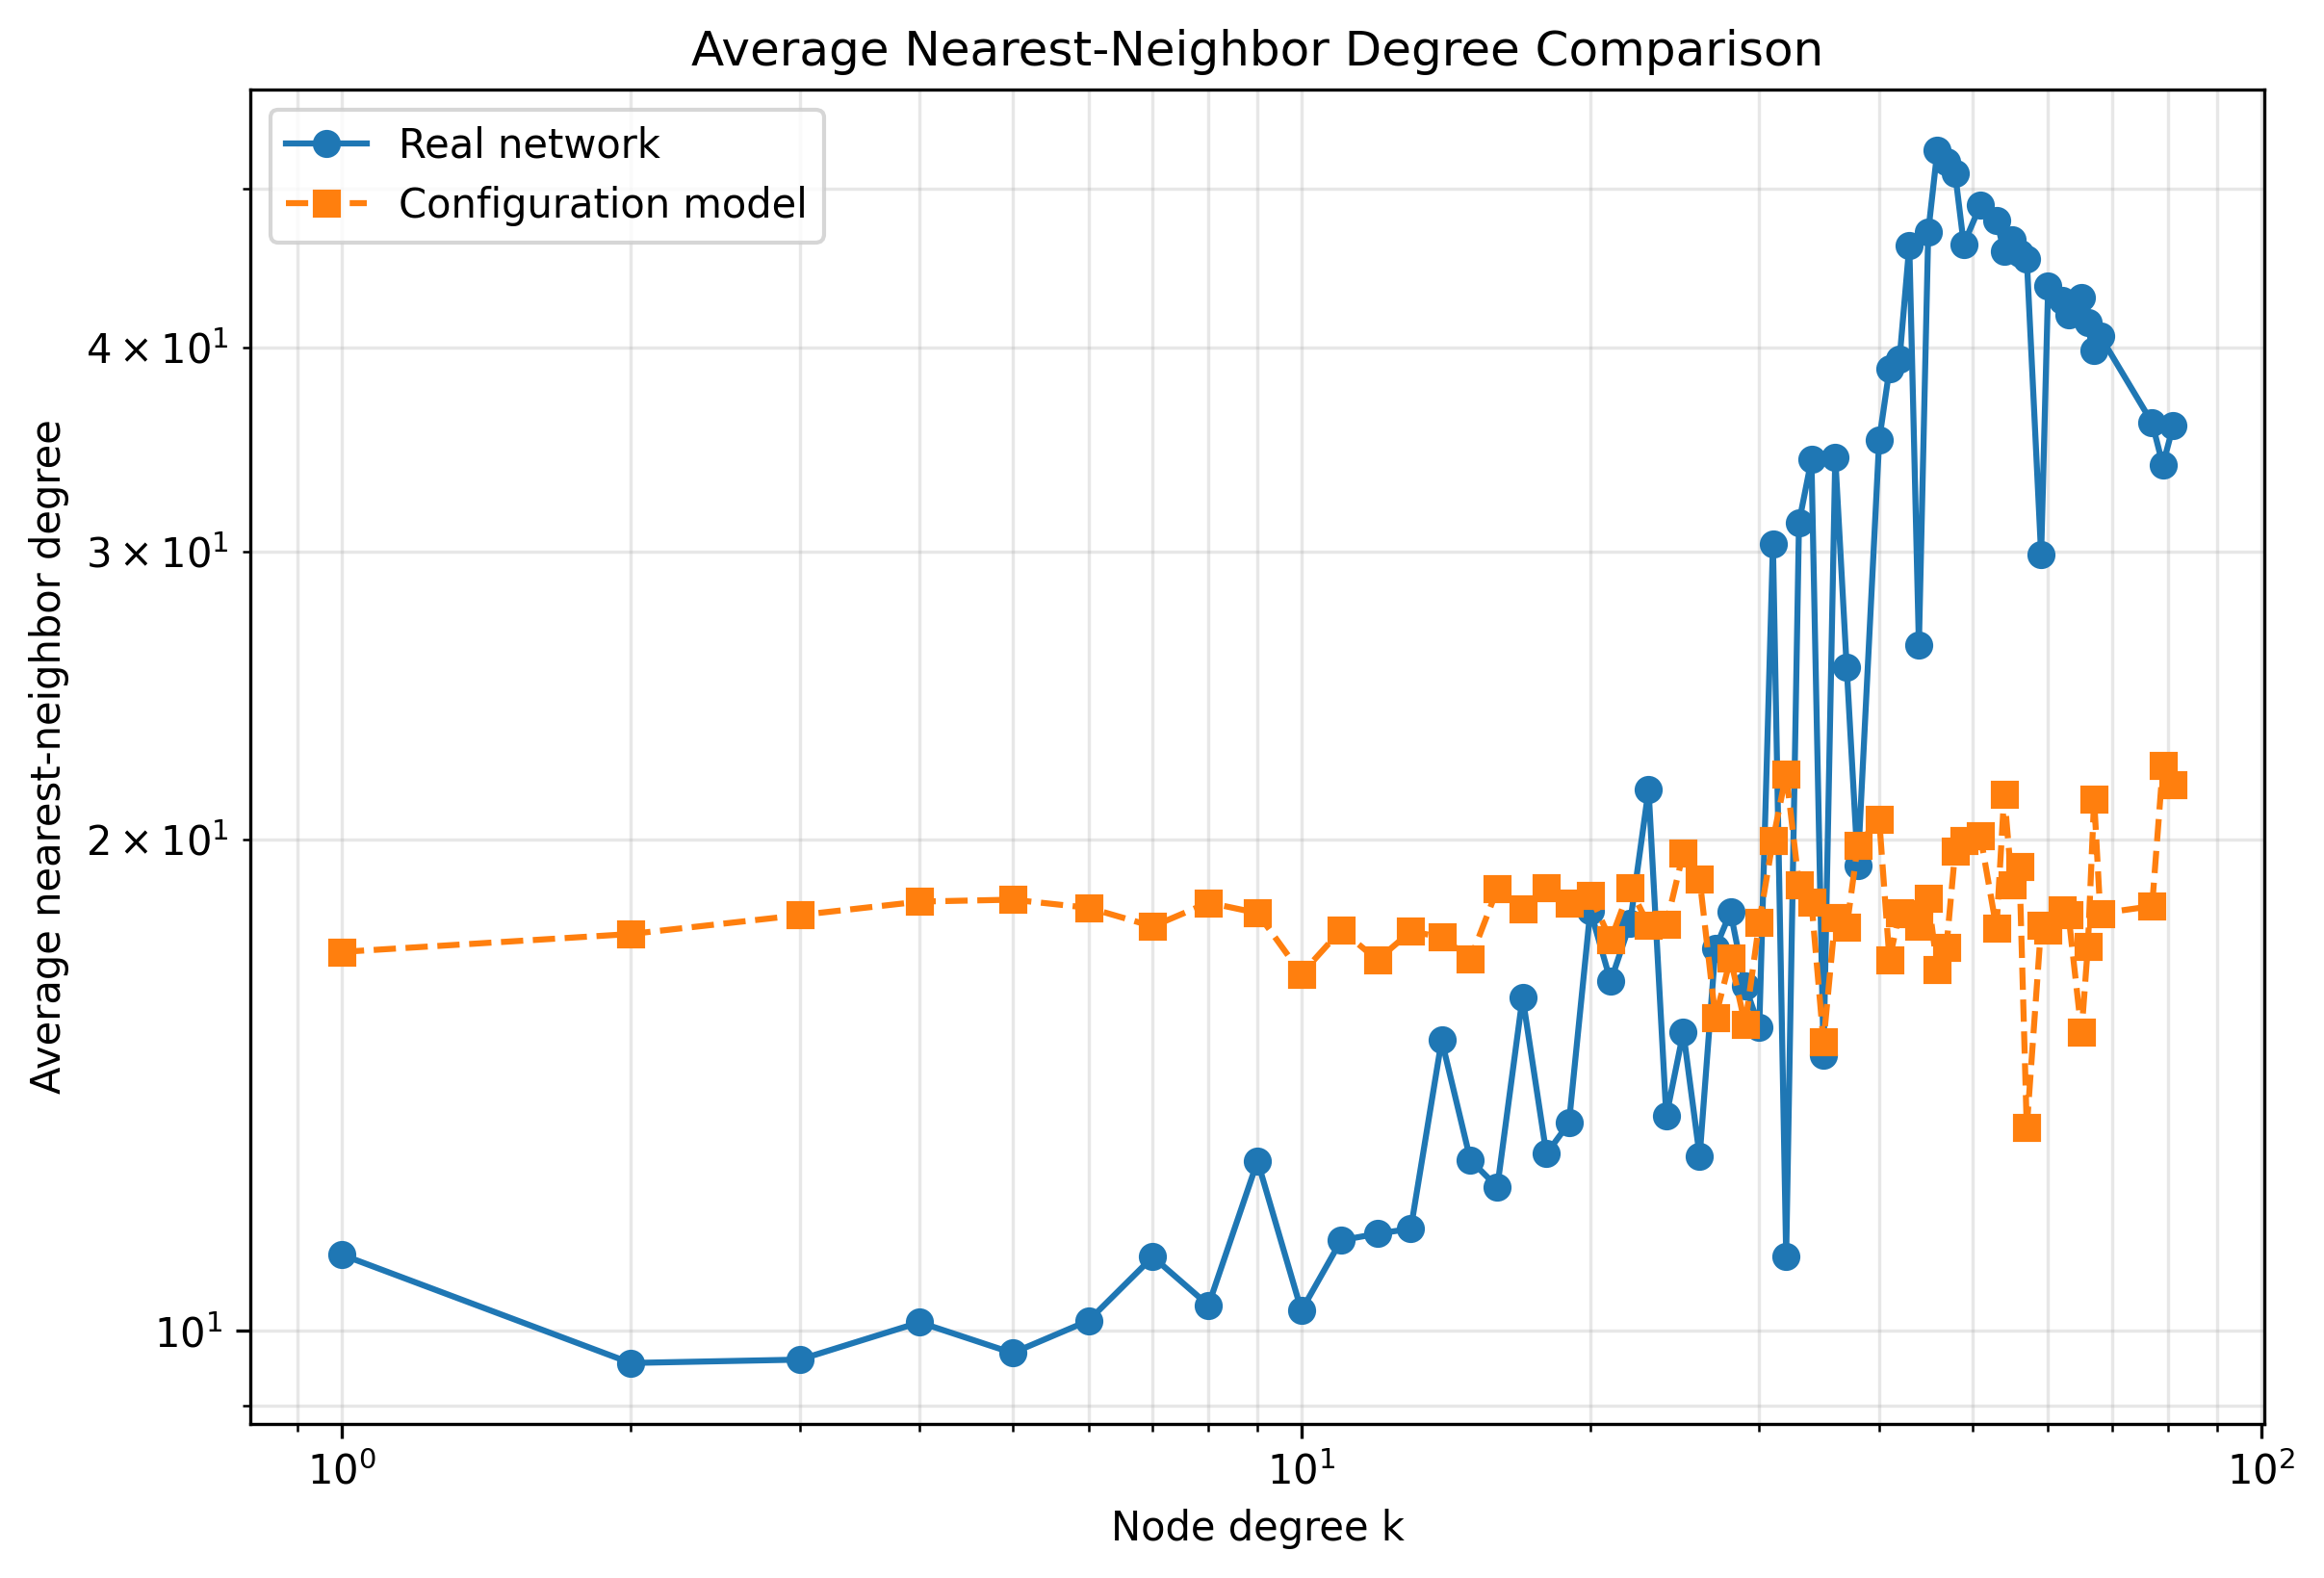 Average Nearest-Neighbor Degree Comparison
Real network
Configuration model
Average nearest-neighbor degree
4 × 10¹
3 × 10¹
2 × 10¹
10¹
10⁰ 10¹ 10²
Node degree k